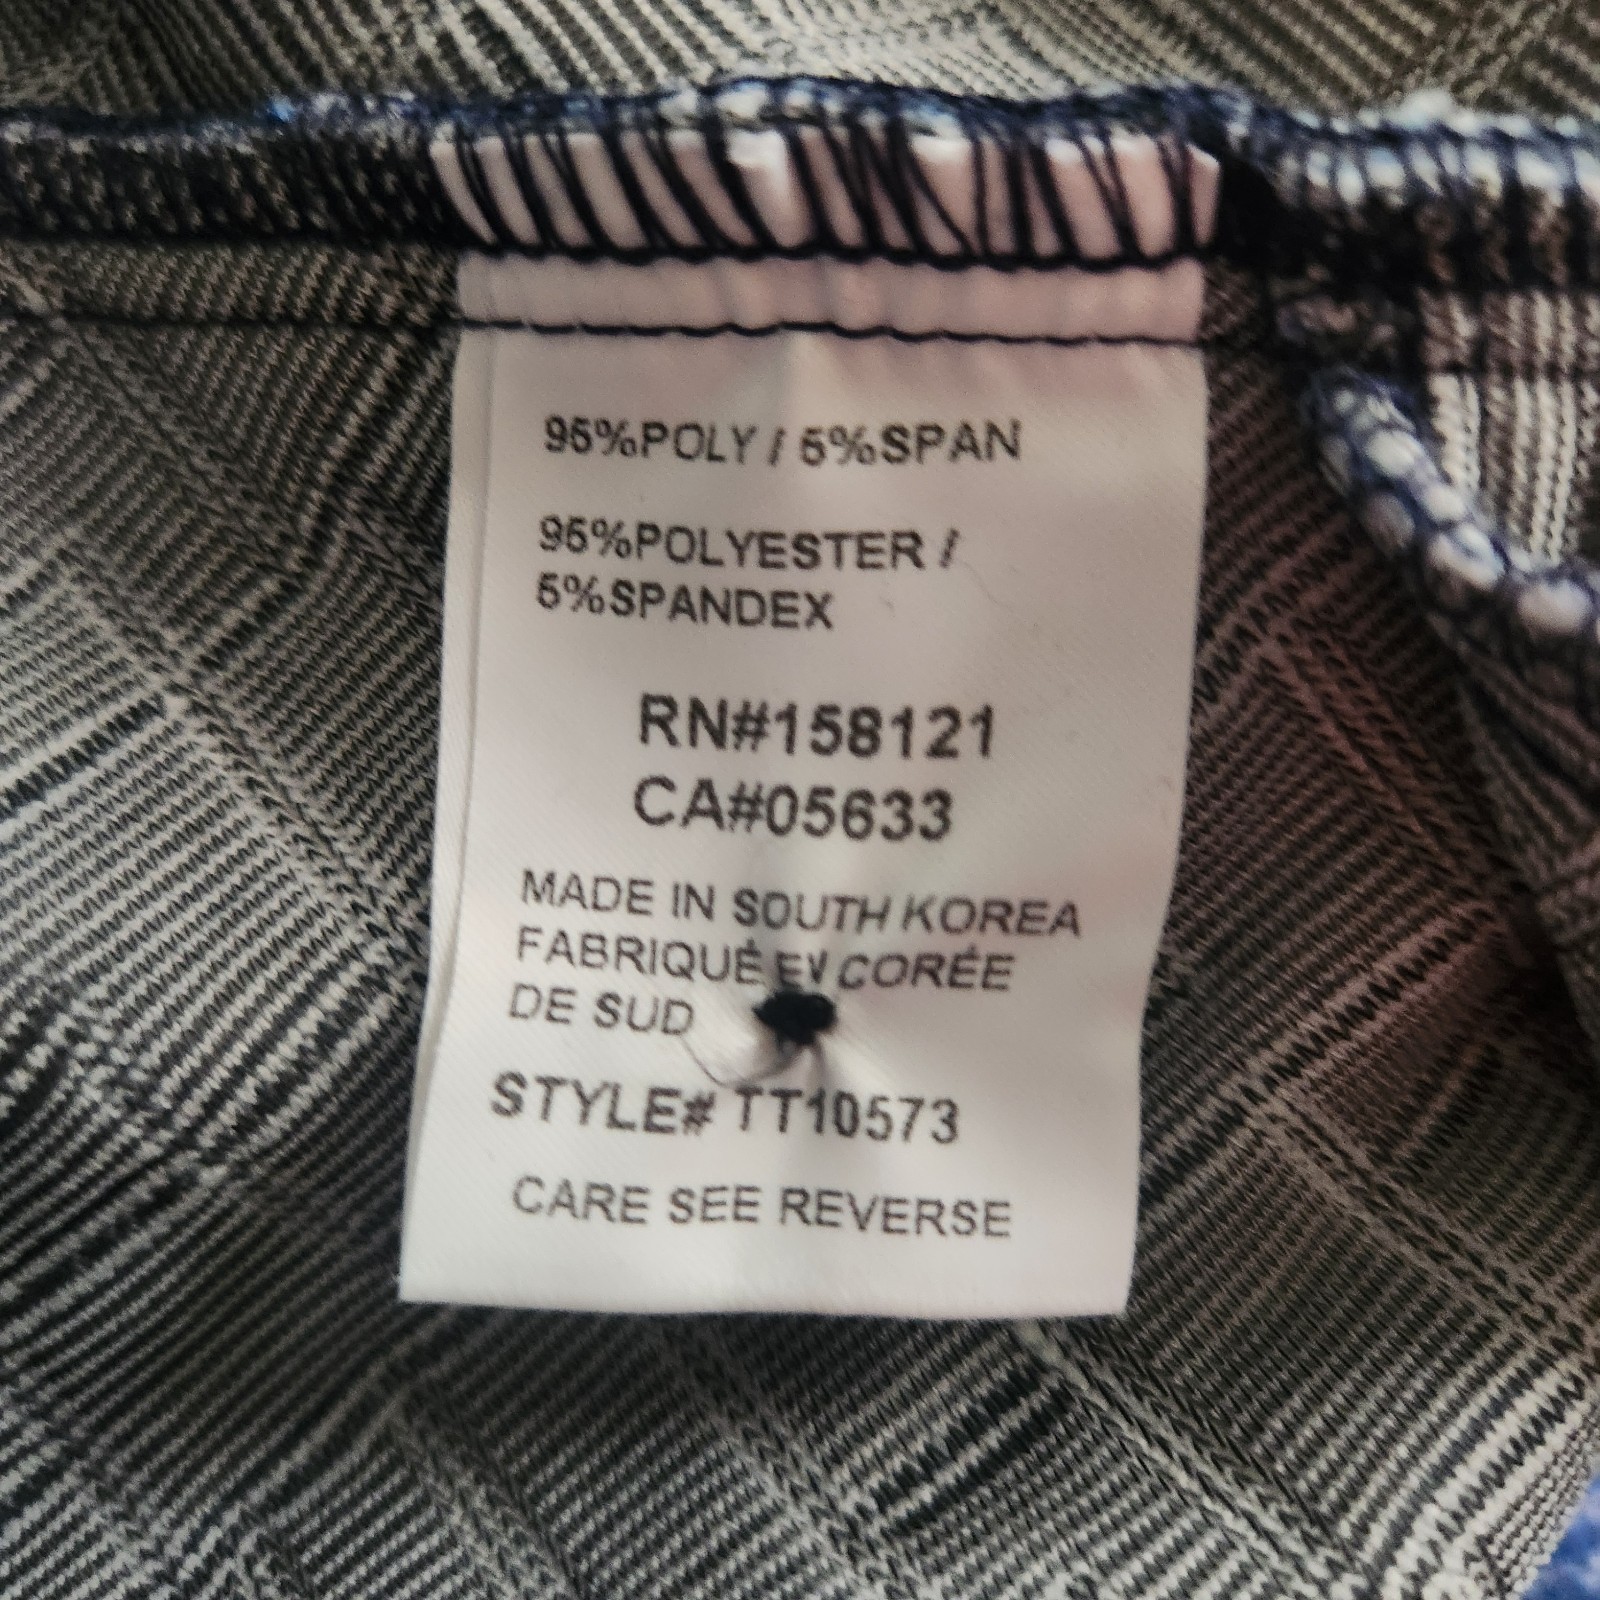 95%POLY / 5%SPAN
95%POLYESTER /
5%SPANDEX
RN#158121
CA#05633
MADE IN SOUTH KOREA
FABRIQUÉ EN CORÉE
DE SUD
STYLE# TT10573
CARE SEE REVERSE